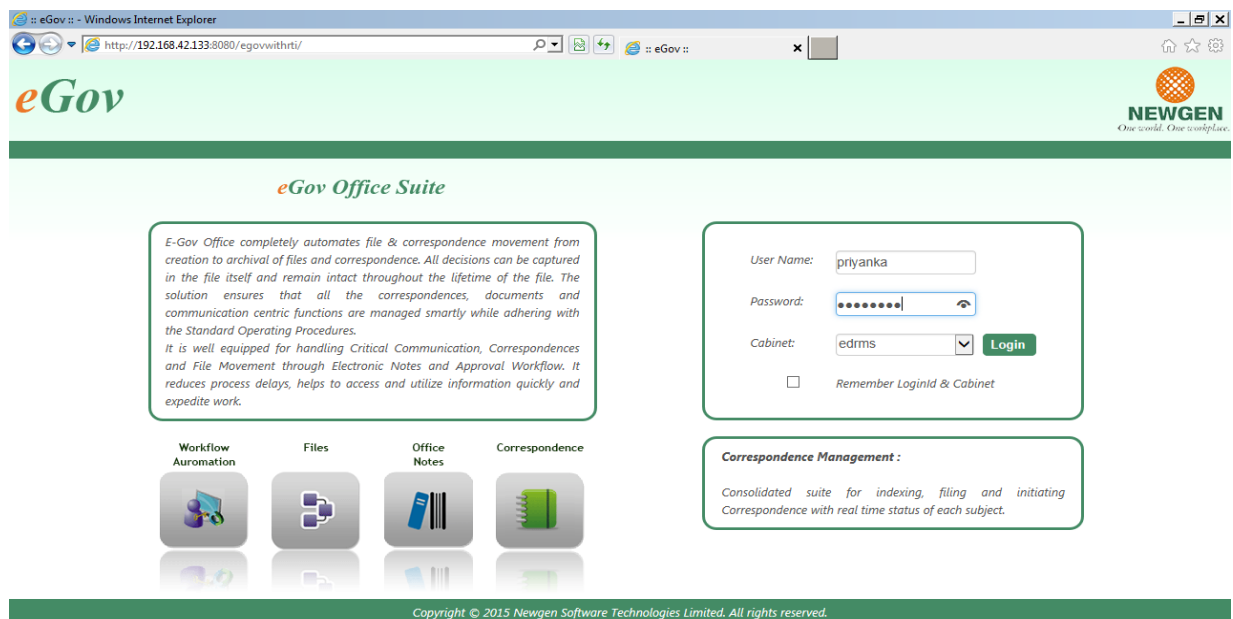 :: eGov :: - Windows Internet Explorer
http://192.168.42.133:8080/egovwithrti/
:: eGov ::
eGov
NEWGEN
One world. One workplace.
eGov Office Suite
E-Gov Office completely automates file & correspondence movement from
creation to archival of files and correspondence. All decisions can be captured
in the file itself and remain intact throughout the lifetime of the file. The
solution ensures that all the correspondences, documents and
communication centric functions are managed smartly while adhering with
the Standard Operating Procedures.
It is well equipped for handling Critical Communication, Correspondences
and File Movement through Electronic Notes and Approval Workflow. It
reduces process delays, helps to access and utilize information quickly and
expedite work.
User Name: priyanka
Password: ●●●●●●●●
Cabinet: edrms Login
Remember LoginId & Cabinet
Workflow
Auromation
Files
Office
Notes
Correspondence
Correspondence Management :
Consolidated suite for indexing, filing and initiating
Correspondence with real time status of each subject.
Copyright © 2015 Newgen Software Technologies Limited. All rights reserved.